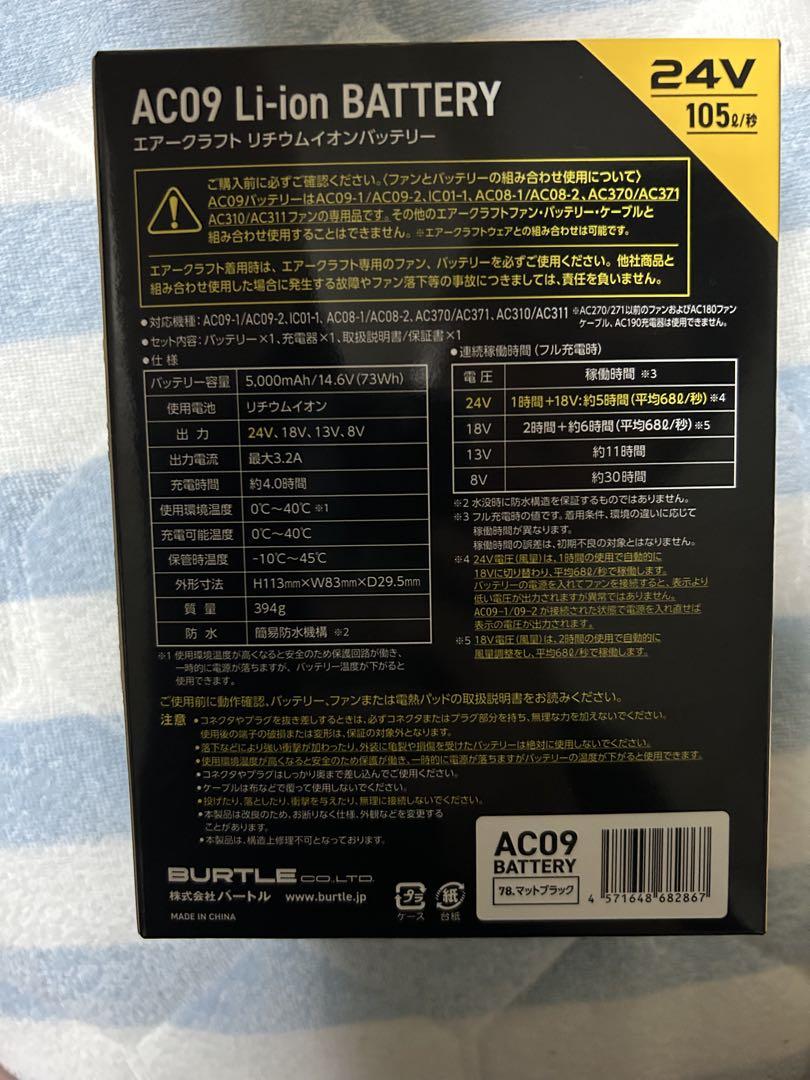 AC09 Li-ion BATTERY
エアークラフト リチウムイオンバッテリー
24V
105ℓ/秒
ご購入前に必ずご確認ください。〈ファンとバッテリーの組み合わせ使用について〉
AC09バッテリーはAC09-1/AC09-2、IC01-1、AC08-1/AC08-2、AC370/AC371
AC310/AC311ファンの専用品です。その他のエアークラフトファン・バッテリー・ケーブルと
組み合わせ使用することはできません。※エアークラフトウェアとの組み合わせは可能です。
エアークラフト着用時は、エアークラフト専用のファン、バッテリーを必ずご使用ください。他社商品と
組み合わせ使用した場合に発生する故障やファン落下等の事故につきましては、責任を負いません。
●対応機種：AC09-1/AC09-2、IC01-1、AC08-1/AC08-2、AC370/AC371、AC310/AC311 ※AC270/271以前のファンおよびAC180ファン
ケーブル、AC190充電器は使用できません。
●セット内容：バッテリー×1、充電器×1、取扱説明書/保証書×1
●仕様
バッテリー容量 5,000mAh/14.6V(73Wh)
使用電池 リチウムイオン
出力 24V、18V、13V、8V
出力電流 最大3.2A
充電時間 約4.0時間
使用環境温度 0℃〜40℃ ※1
充電可能温度 0℃〜40℃
保管時温度 -10℃〜45℃
外形寸法 H113mm×W83mm×D29.5mm
質量 394g
防水 簡易防水機構 ※2
※1 使用環境温度が高くなると安全のため保護回路が働き、
一時的に電源が落ちますが、バッテリー温度が下がると
使用できます。
●連続稼働時間（フル充電時）
電圧 稼働時間 ※3
24V 1時間+18V：約5時間(平均68ℓ/秒) ※4
18V 2時間+約6時間(平均68ℓ/秒) ※5
13V 約11時間
8V 約30時間
※2 水没時に防水構造を保証するものではありません。
※3 フル充電時の値です。着用条件、環境の違いに応じて
稼働時間が異なります。
稼働時間の誤差は、初期不良の対象とはなりません。
※4 24V電圧(風量)は、1時間の使用で自動的に
18Vに切り替わり、平均68ℓ/秒で稼働します。
バッテリーの電源を入れてファンを接続すると、表示より
低い電圧が出力されますが異常ではありません。
AC09-1/09-2が接続された状態で電源を入れ直せば
表示の電圧が出力されます。
※5 18V電圧(風量)は、2時間の使用で自動的に
風量調整をし、平均68ℓ/秒で稼働します。
ご使用前に動作確認、バッテリー、ファンまたは電熱パッドの取扱説明書をお読みください。
注意 ●コネクタやプラグを抜き差しするときは、必ずコネクタまたはプラグ部分を持ち、無理な力を加えないでください。
使用後の端子の破損または変形は、保証の対象外となります。
●落下などにより強い衝撃が加わったり、外装に亀裂や損傷を受けたバッテリーは絶対に使用しないでください。
●使用環境温度が高くなると安全のため保護が働き、一時的に電源が落ちますがバッテリーの温度が下がると使用できます。
●コネクタやプラグはしっかり奥まで差し込んでご使用ください。
●ケーブルは布などで覆って使用しないでください。
●投げたり、落としたり、衝撃を与えたり、無理に接続しないでください。
●本製品は改良のため、お断りなく仕様、外観などを変更する
ことがあります。
●本製品は、構造上修理不可となっております。
BURTLE CO.,LTD.
株式会社バートル www.burtle.jp
MADE IN CHINA
プラ
ケース
紙
台紙
AC09
BATTERY
78.マットブラック
4 571648 682867